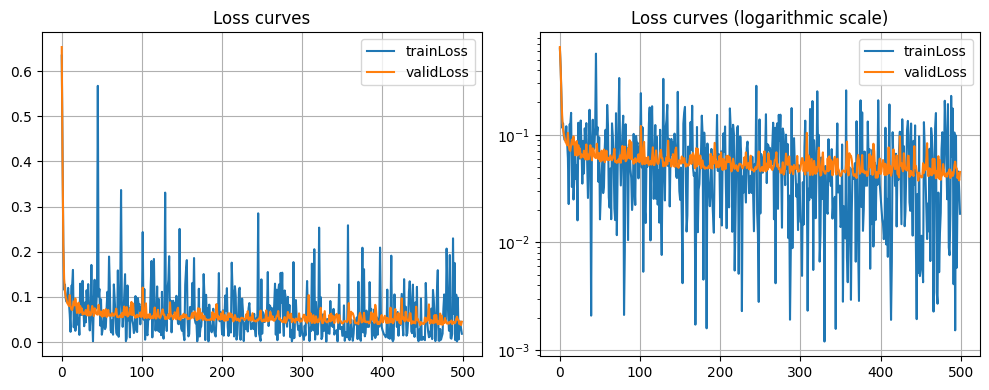 Loss curves
trainLoss
validLoss
0.6
0.5
0.4
0.3
0.2
0.1
0.0
0 100 200 300 400 500
Loss curves (logarithmic scale)
trainLoss
validLoss
10⁻¹
10⁻²
10⁻³
0 100 200 300 400 500